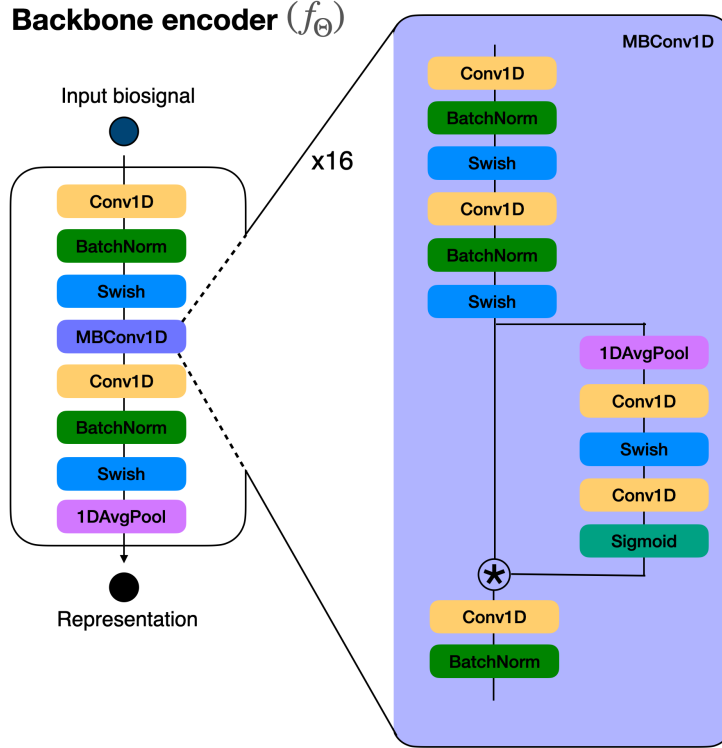 Backbone encoder (f_Θ)
Input biosignal
Conv1D
BatchNorm
Swish
MBConv1D
Conv1D
BatchNorm
Swish
1DAvgPool
Representation
x16
MBConv1D
Conv1D
BatchNorm
Swish
Conv1D
BatchNorm
Swish
1DAvgPool
Conv1D
Swish
Conv1D
Sigmoid
*
Conv1D
BatchNorm